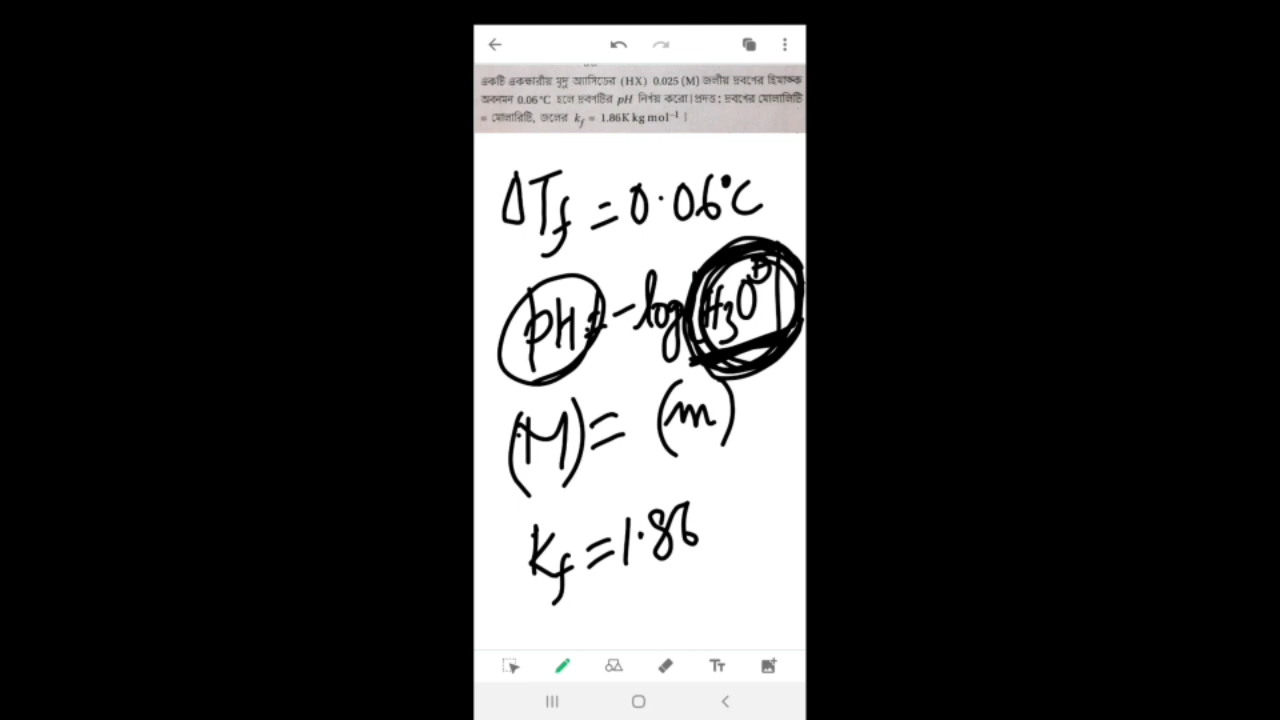 একটি একক্ষারীয় মৃদু অ্যাসিডের (HX) 0.025 (M) জলীয় দ্রবণের হিমাঙ্ক
অবনমন 0.06°C হলে দ্রবণটির pH নির্ণয় করো। প্রদত্ত : দ্রবণের মোলালিটি
= মোলারিটি, জলের kf = 1.86K kg mol⁻¹ ]
ΔTf = 0.06°C
pH = -log [H3O⊕]
(M) = (m)
Kf = 1.86
Tт